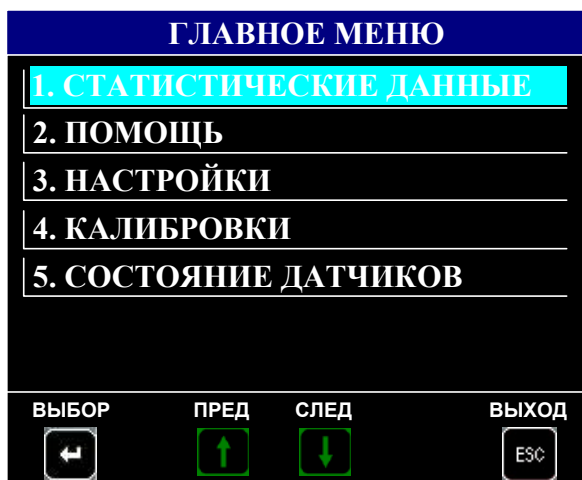 ГЛАВНОЕ МЕНЮ
1. СТАТИСТИЧЕСКИЕ ДАННЫЕ
2. ПОМОЩЬ
3. НАСТРОЙКИ
4. КАЛИБРОВКИ
5. СОСТОЯНИЕ ДАТЧИКОВ
ВЫБОР ПРЕД СЛЕД ВЫХОД
ESC